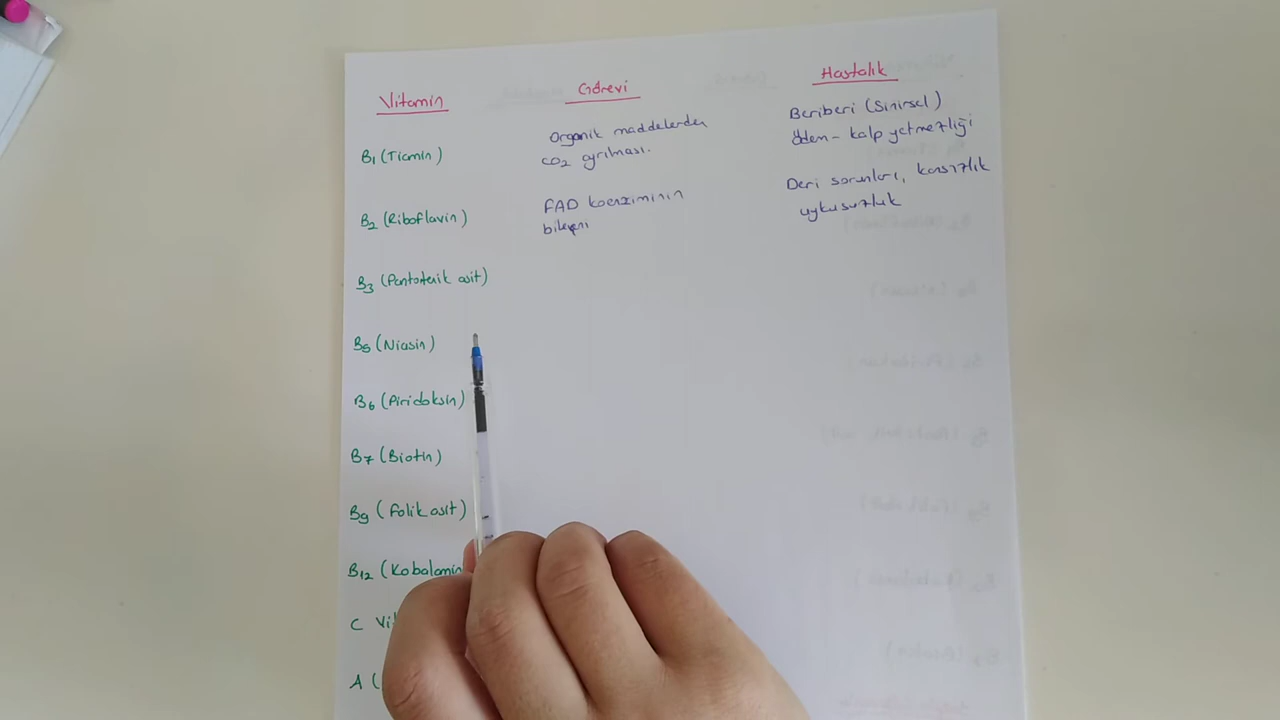 Vitamin Görevi Hastalık
B1 (Tiamin)
Organik maddelerden
CO2 ayrılması.
Beriberi (Sinirsel)
Ödem - kalp yetmezliği
B2 (Riboflavin)
FAD koenziminin
bileşeni
Deri sorunları, kansızlık
uykusuzluk
B3 (Pantotenik asit)
B5 (Niasin)
B6 (Piridoksin)
B7 (Biotin)
B9 (Folik asit)
B12 (Kobalamin
C Vi
A (